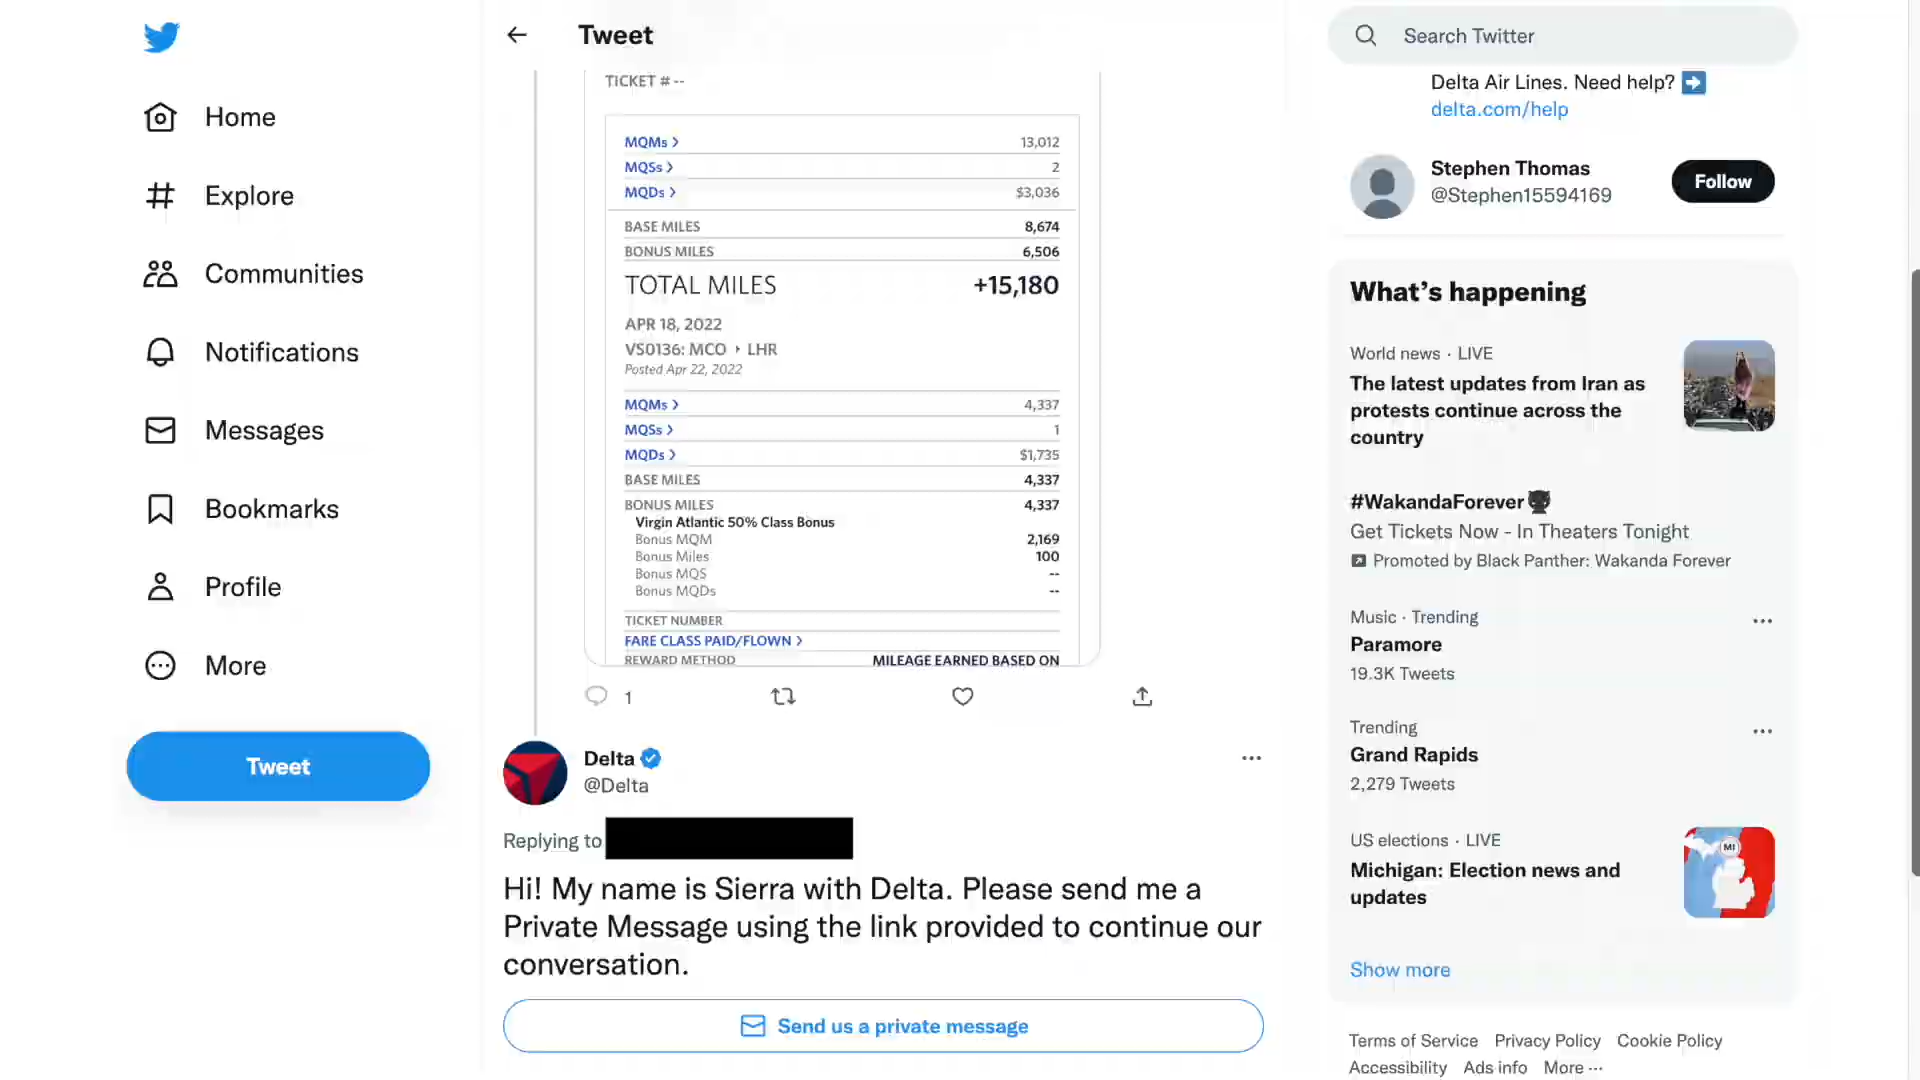 Home
Explore
Communities
Notifications
Messages
Bookmarks
Profile
More
Tweet
Tweet
TICKET # --
MQMs > 13,012
MQSs > 2
MQDs > $3,036
BASE MILES 8,674
BONUS MILES 6,506
TOTAL MILES +15,180
APR 18, 2022
VS0136: MCO ‣ LHR
Posted Apr 22, 2022
MQMs > 4,337
MQSs > 1
MQDs > $1,735
BASE MILES 4,337
BONUS MILES 4,337
Virgin Atlantic 50% Class Bonus
Bonus MQM 2,169
Bonus Miles 100
Bonus MQS --
Bonus MQDs --
TICKET NUMBER
FARE CLASS PAID/FLOWN >
REWARD METHOD MILEAGE EARNED BASED ON
1
Delta
@Delta
Replying to
Hi! My name is Sierra with Delta. Please send me a
Private Message using the link provided to continue our
conversation.
Send us a private message
Search Twitter
Delta Air Lines. Need help? ➡️
delta.com/help
Stephen Thomas
@Stephen15594169
Follow
What’s happening
World news · LIVE
The latest updates from Iran as
protests continue across the
country
#WakandaForever
Get Tickets Now - In Theaters Tonight
Promoted by Black Panther: Wakanda Forever
Music · Trending
Paramore
19.3K Tweets
Trending
Grand Rapids
2,279 Tweets
US elections · LIVE
Michigan: Election news and
updates
MI
Show more
Terms of Service Privacy Policy Cookie Policy
Accessibility Ads info More ···